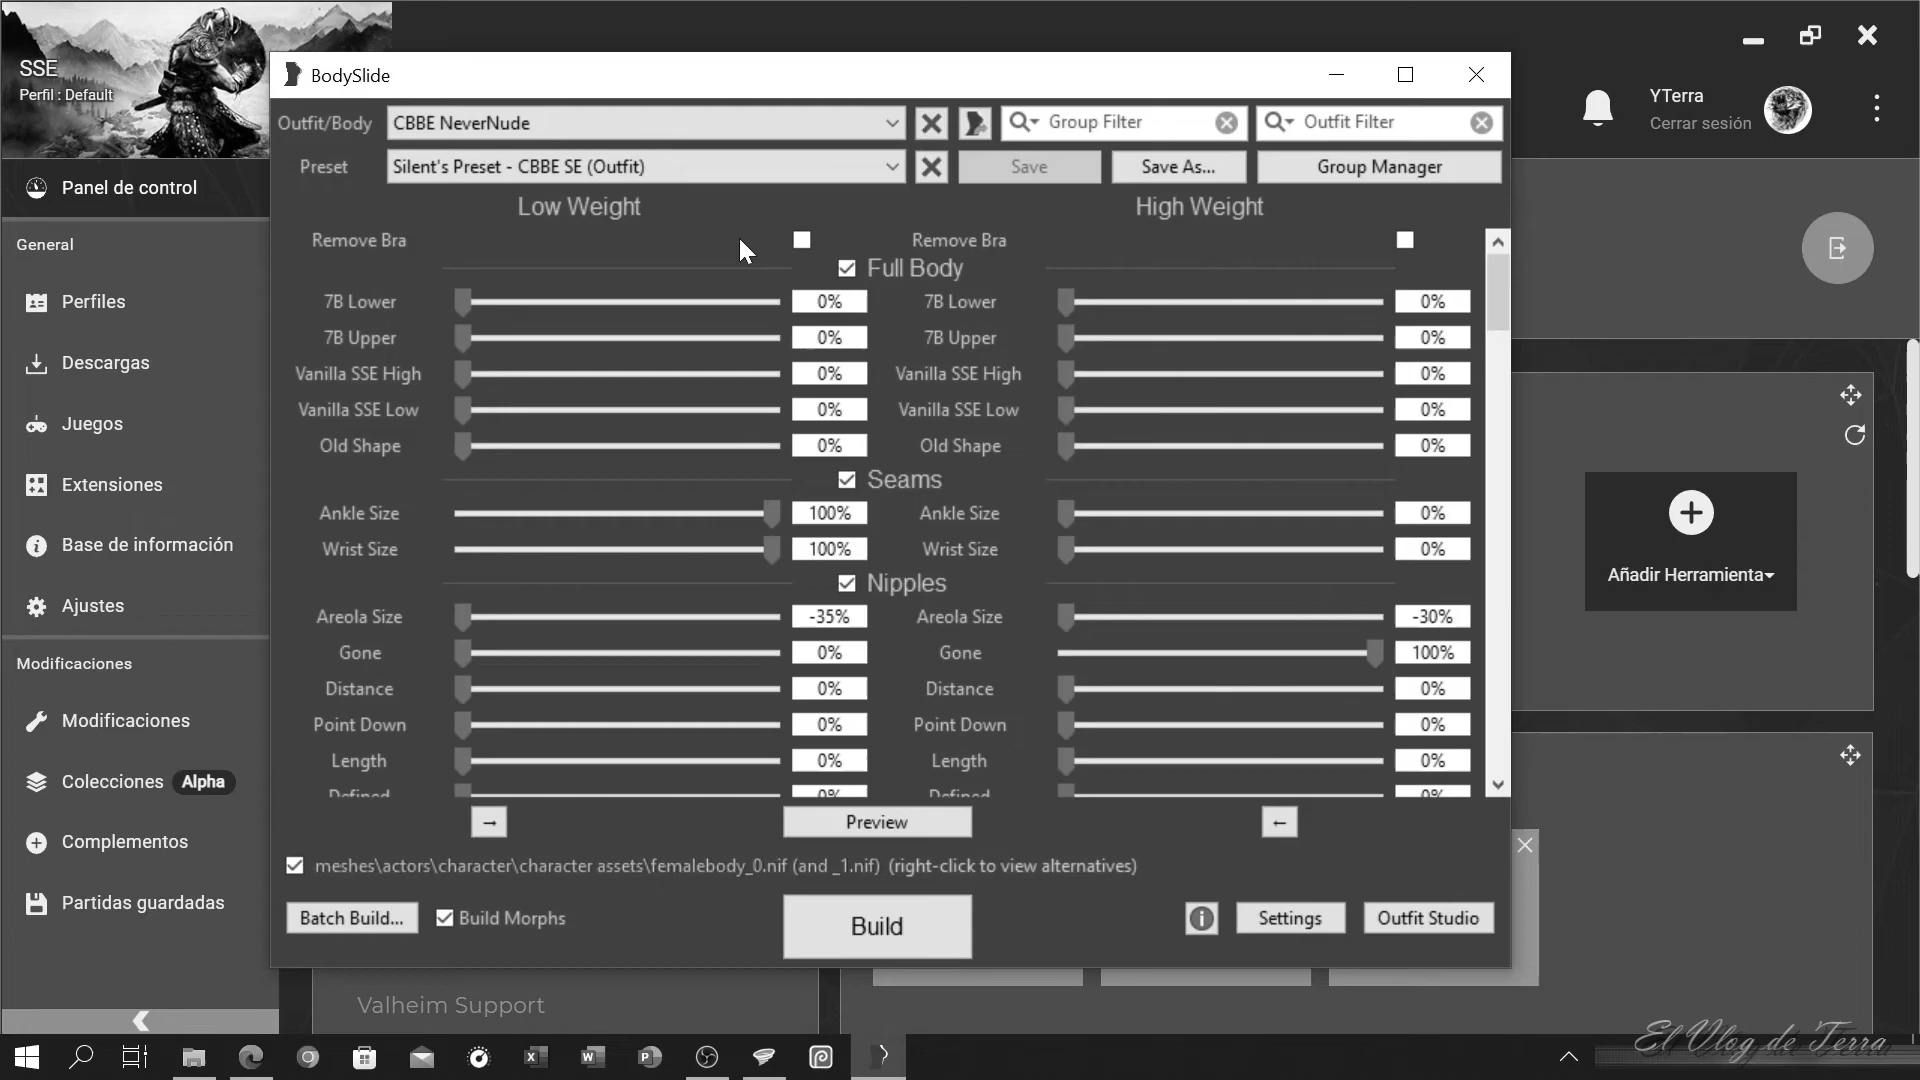 SSE
Perfil : Default
BodySlide
YTerra
Cerrar sesión
Outfit/Body
CBBE NeverNude
Group Filter
Outfit Filter
Preset
Silent's Preset - CBBE SE (Outfit)
Save
Save As...
Group Manager
Low Weight
High Weight
Remove Bra
Remove Bra
Full Body
7B Lower 0% 7B Lower 0%
7B Upper 0% 7B Upper 0%
Vanilla SSE High 0% Vanilla SSE High 0%
Vanilla SSE Low 0% Vanilla SSE Low 0%
Old Shape 0% Old Shape 0%
Seams
Ankle Size 100% Ankle Size 0%
Wrist Size 100% Wrist Size 0%
Nipples
Areola Size -35% Areola Size -30%
Gone 0% Gone 100%
Distance 0% Distance 0%
Point Down 0% Point Down 0%
Length 0% Length 0%
Defined 0% Defined 0%
Preview
meshes\actors\character\character assets\femalebody_0.nif (and _1.nif) (right-click to view alternatives)
Batch Build...
Build Morphs
Build
Settings
Outfit Studio
Panel de control
General
Perfiles
Descargas
Juegos
Extensiones
Base de información
Ajustes
Modificaciones
Modificaciones
Colecciones Alpha
Complementos
Partidas guardadas
Añadir Herramienta
Valheim Support
El Vlog de Terra